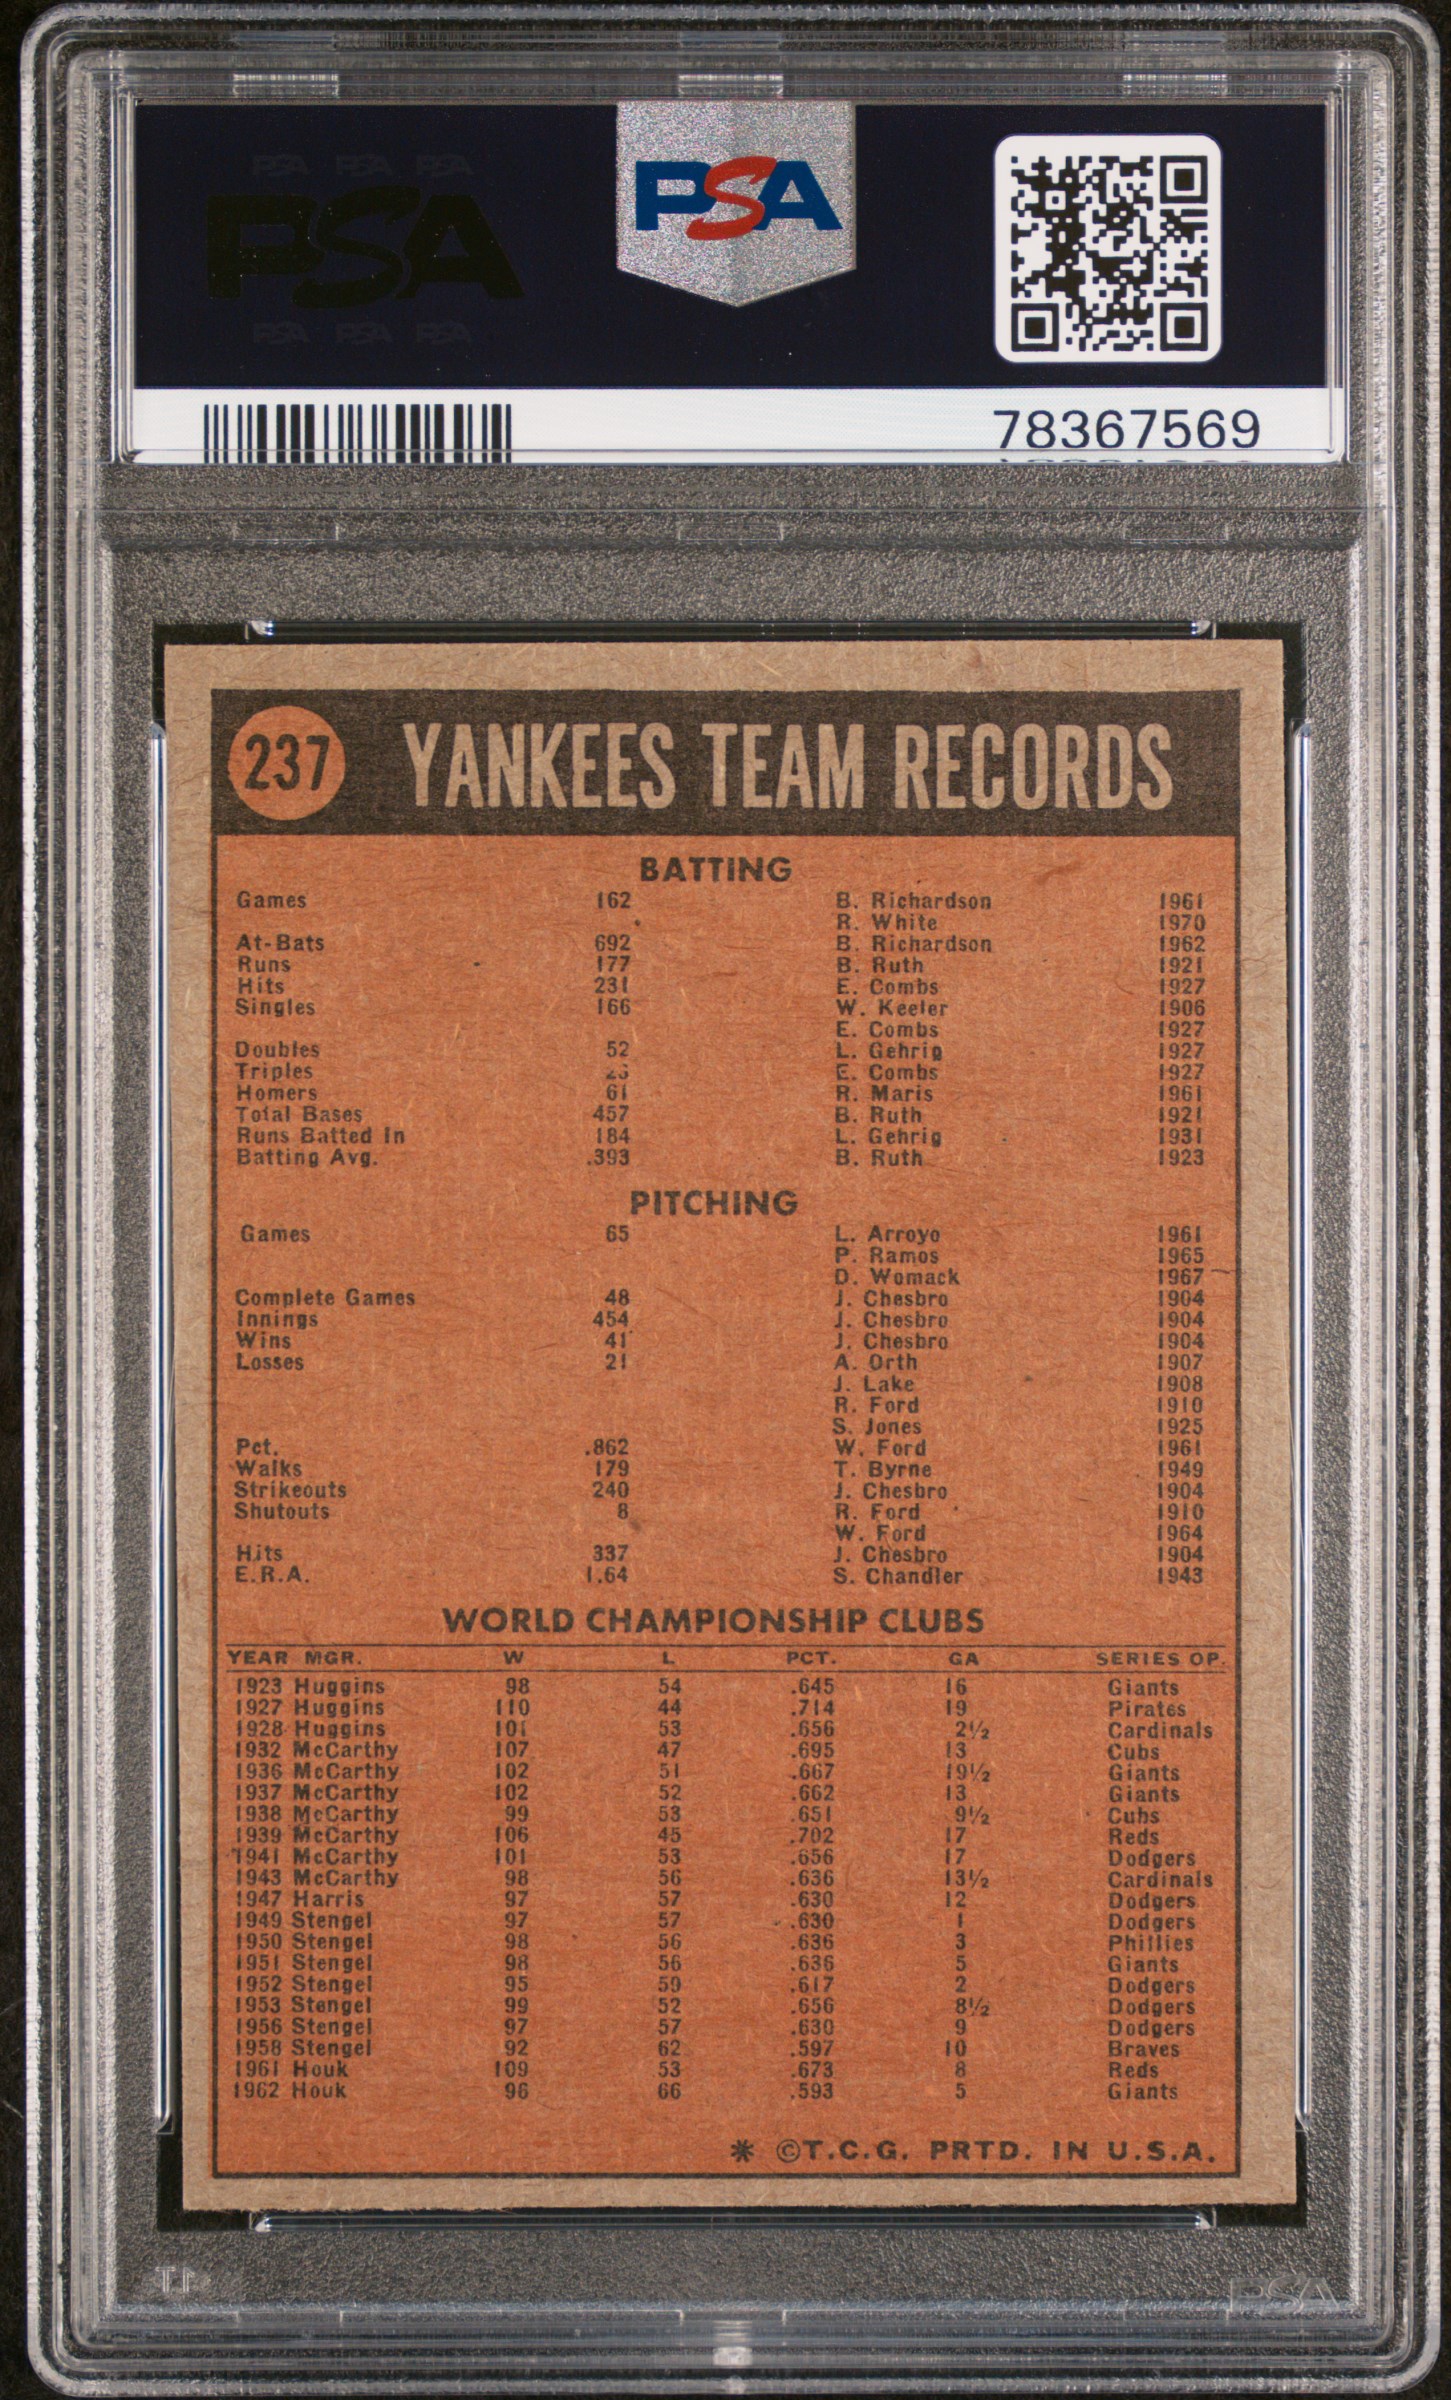 PSA PSA PSA
PSA
PSA PSA PSA
PSA
78367569
237 YANKEES TEAM RECORDS
BATTING
Games 162 B. Richardson 1961
R. White 1970
At-Bats 692 B. Richardson 1962
Runs 177 B. Ruth 1921
Hits 231 E. Combs 1927
Singles 166 W. Keeler 1906
E. Combs 1927
Doubles 52 L. Gehrig 1927
Triples 23 E. Combs 1927
Homers 61 R. Maris 1961
Total Bases 457 B. Ruth 1921
Runs Batted In 184 L. Gehrig 1931
Batting Avg. .393 B. Ruth 1923
PITCHING
Games 65 L. Arroyo 1961
P. Ramos 1965
D. Womack 1967
Complete Games 48 J. Chesbro 1904
Innings 454 J. Chesbro 1904
Wins 41 J. Chesbro 1904
Losses 21 A. Orth 1907
J. Lake 1908
R. Ford 1910
S. Jones 1925
Pct. .862 W. Ford 1961
Walks 179 T. Byrne 1949
Strikeouts 240 J. Chesbro 1904
Shutouts 8 R. Ford 1910
W. Ford 1964
Hits 337 J. Chesbro 1904
E.R.A. 1.64 S. Chandler 1943
WORLD CHAMPIONSHIP CLUBS
YEAR MGR. W L PCT. GA SERIES OP.
1923 Huggins 98 54 .645 16 Giants
1927 Huggins 110 44 .714 19 Pirates
1928 Huggins 101 53 .656 2½ Cardinals
1932 McCarthy 107 47 .695 13 Cubs
1936 McCarthy 102 51 .667 19½ Giants
1937 McCarthy 102 52 .662 13 Giants
1938 McCarthy 99 53 .651 9½ Cubs
1939 McCarthy 106 45 .702 17 Reds
1941 McCarthy 101 53 .656 17 Dodgers
1943 McCarthy 98 56 .636 13½ Cardinals
1947 Harris 97 57 .630 12 Dodgers
1949 Stengel 97 57 .630 1 Dodgers
1950 Stengel 98 56 .636 3 Phillies
1951 Stengel 98 56 .636 5 Giants
1952 Stengel 95 59 .617 2 Dodgers
1953 Stengel 99 52 .656 8½ Dodgers
1956 Stengel 97 57 .630 9 Dodgers
1958 Stengel 92 62 .597 10 Braves
1961 Houk 109 53 .673 8 Reds
1962 Houk 96 66 .593 5 Giants
* ©T.C.G. PRTD. IN U.S.A.
PSA